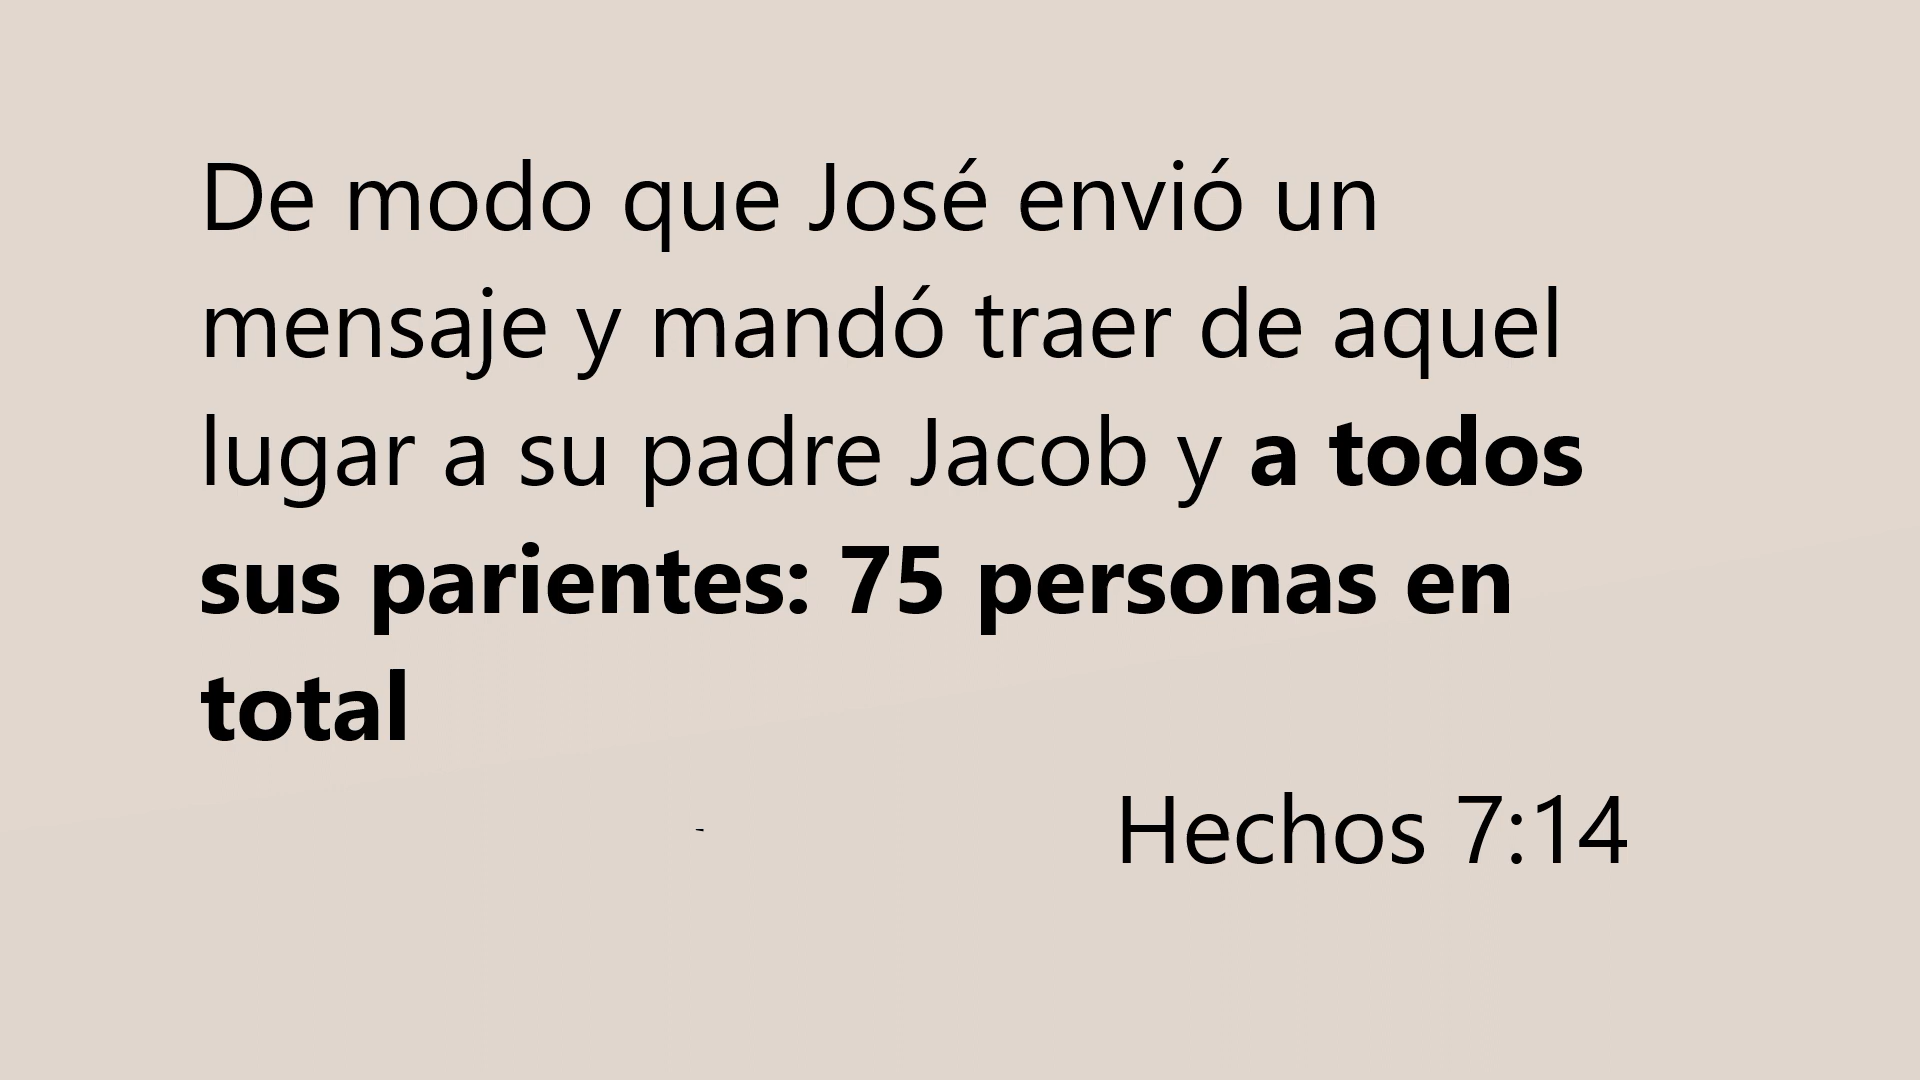 De modo que José envió un
mensaje y mandó traer de aquel
lugar a su padre Jacob y a todos
sus parientes: 75 personas en
total
Hechos 7:14